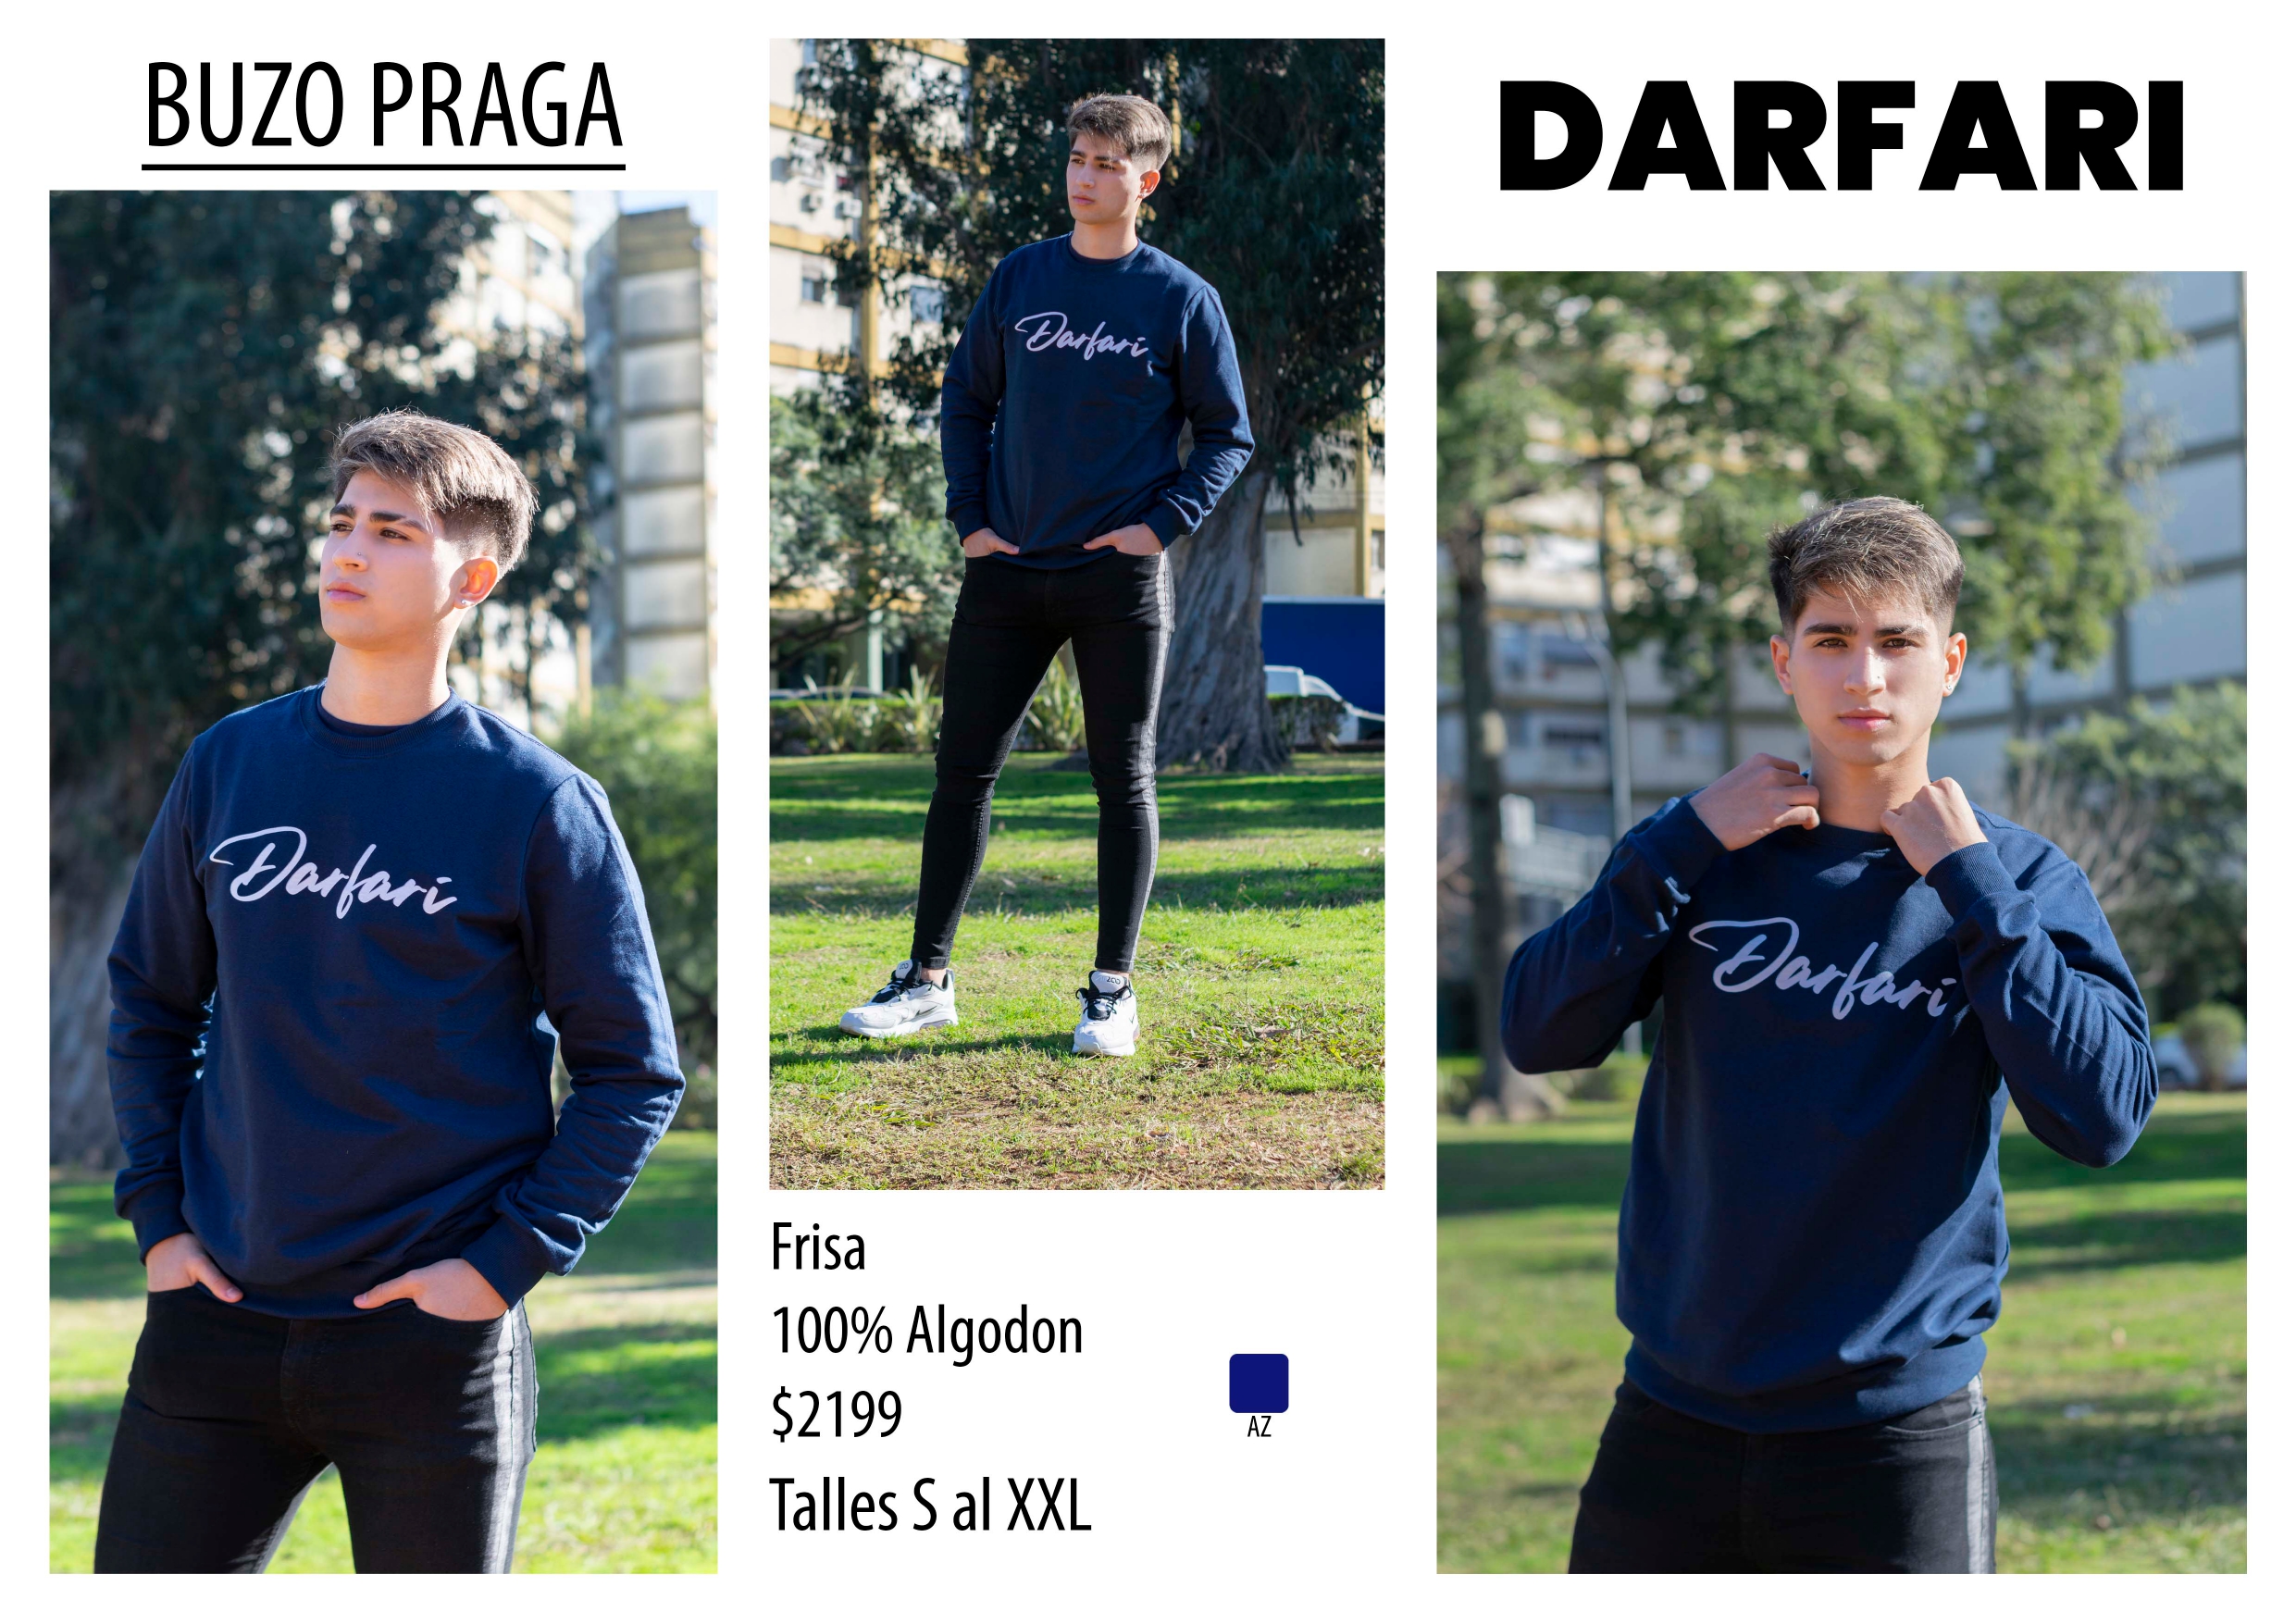 BUZO PRAGA
DARFARI
Darfari
Darfari
Darfari
Frisa
100% Algodon
$2199
Talles S al XXL
AZ